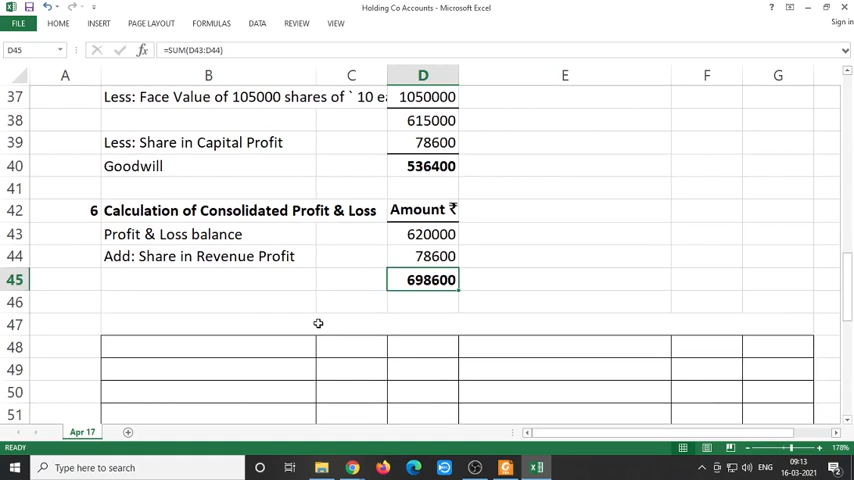 Holding Co Accounts - Microsoft Excel
? 
Sign in
FILE HOME INSERT PAGE LAYOUT FORMULAS DATA REVIEW VIEW
D45 fx =SUM(D43:D44)
A B C D E F G
37 Less: Face Value of 105000 shares of ` 10 ea 1050000
38 615000
39 Less: Share in Capital Profit 78600
40 Goodwill 536400
41
42 6 Calculation of Consolidated Profit & Loss Amount ₹
43 Profit & Loss balance 620000
44 Add: Share in Revenue Profit 78600
45 698600
46
47
48
49
50
51
Apr 17
READY 178%
Type here to search ENG 09:13
16-03-2021 2